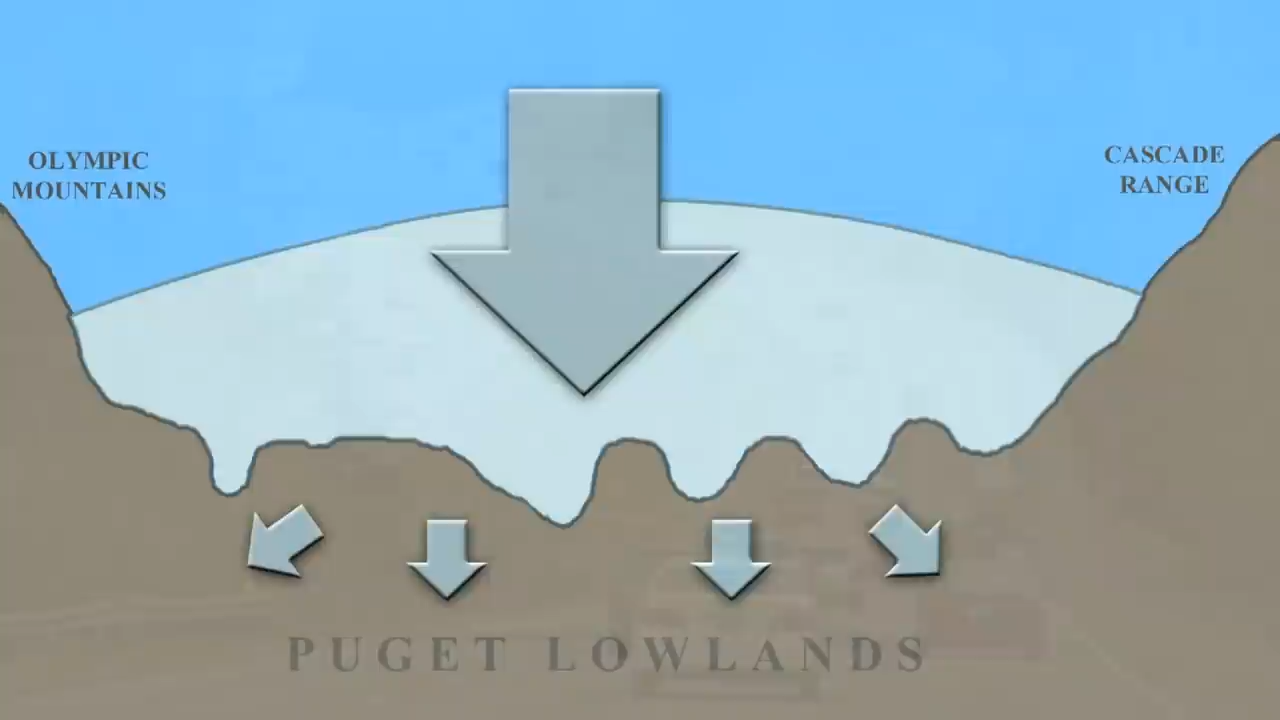 OLYMPIC
MOUNTAINS
CASCADE
RANGE
PUGET LOWLANDS